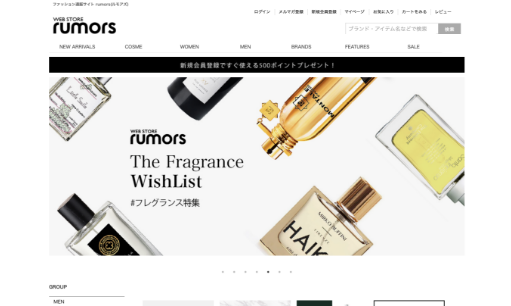 ファッション通販サイト rumors(ルモアズ)
WEB STORE
rumors
ログイン
メルマガ登録
新規会員登録
マイページ
お気に入り
カートをみる
レビュー
ブランド・アイテム名などで検索
検索
NEW ARRIVALS
COSME
WOMEN
MEN
BRANDS
FEATURES
SALE
新規会員登録ですぐ使える500ポイントプレゼント！
WEB STORE
rumors
The Fragrance
WishList
#フレグランス特集
MONTALE
HAIK
GROUP
MEN